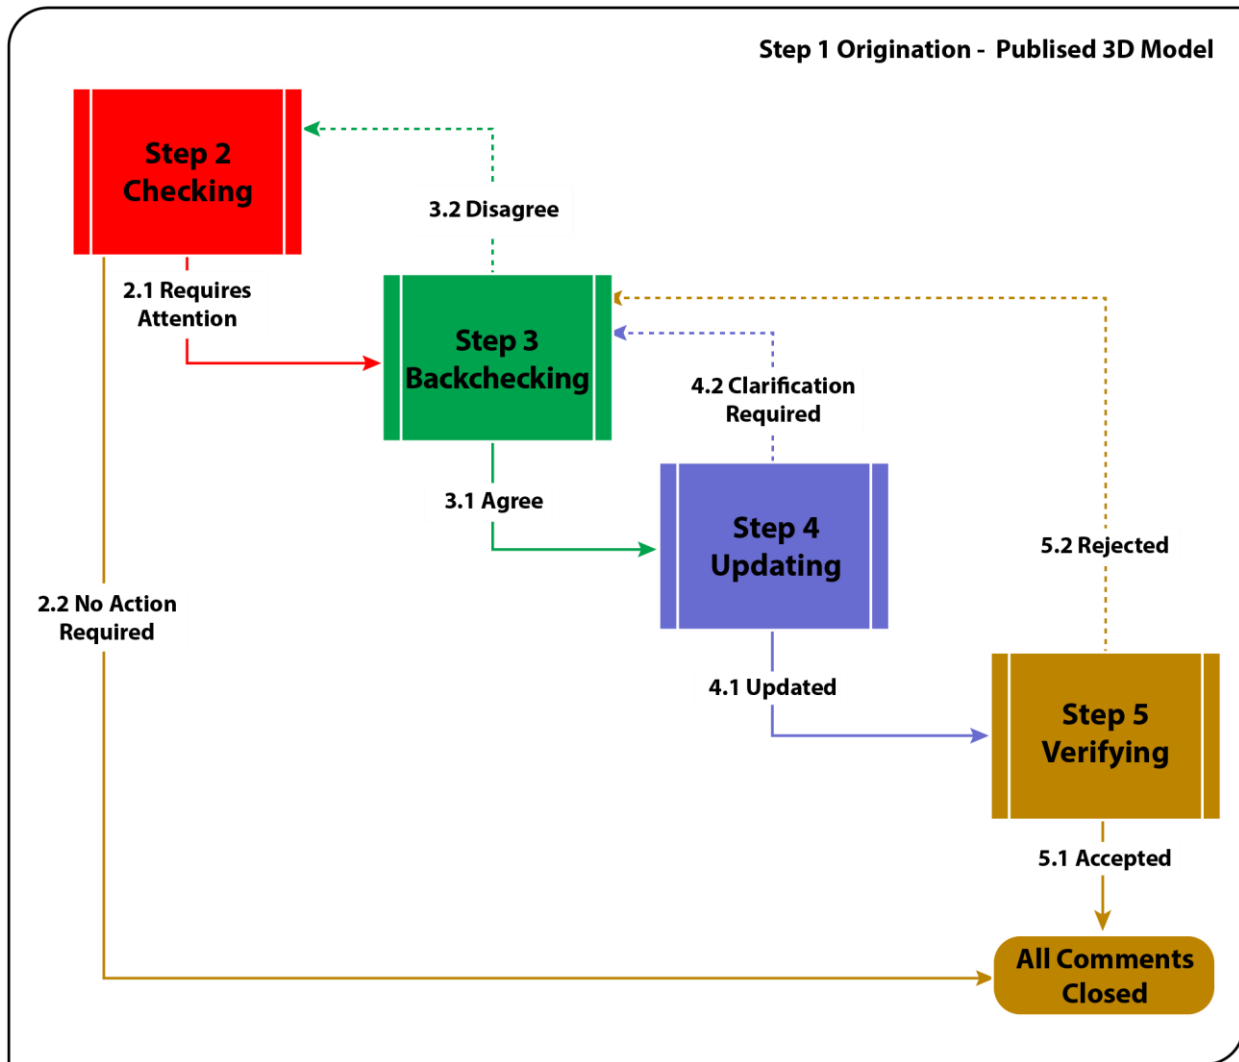 Step 1 Origination - Publised 3D Model
Step 2
Checking
3.2 Disagree
2.1 Requires
Attention
Step 3
Backchecking
4.2 Clarification
Required
3.1 Agree
Step 4
Updating
5.2 Rejected
2.2 No Action
Required
4.1 Updated
Step 5
Verifying
5.1 Accepted
All Comments
Closed